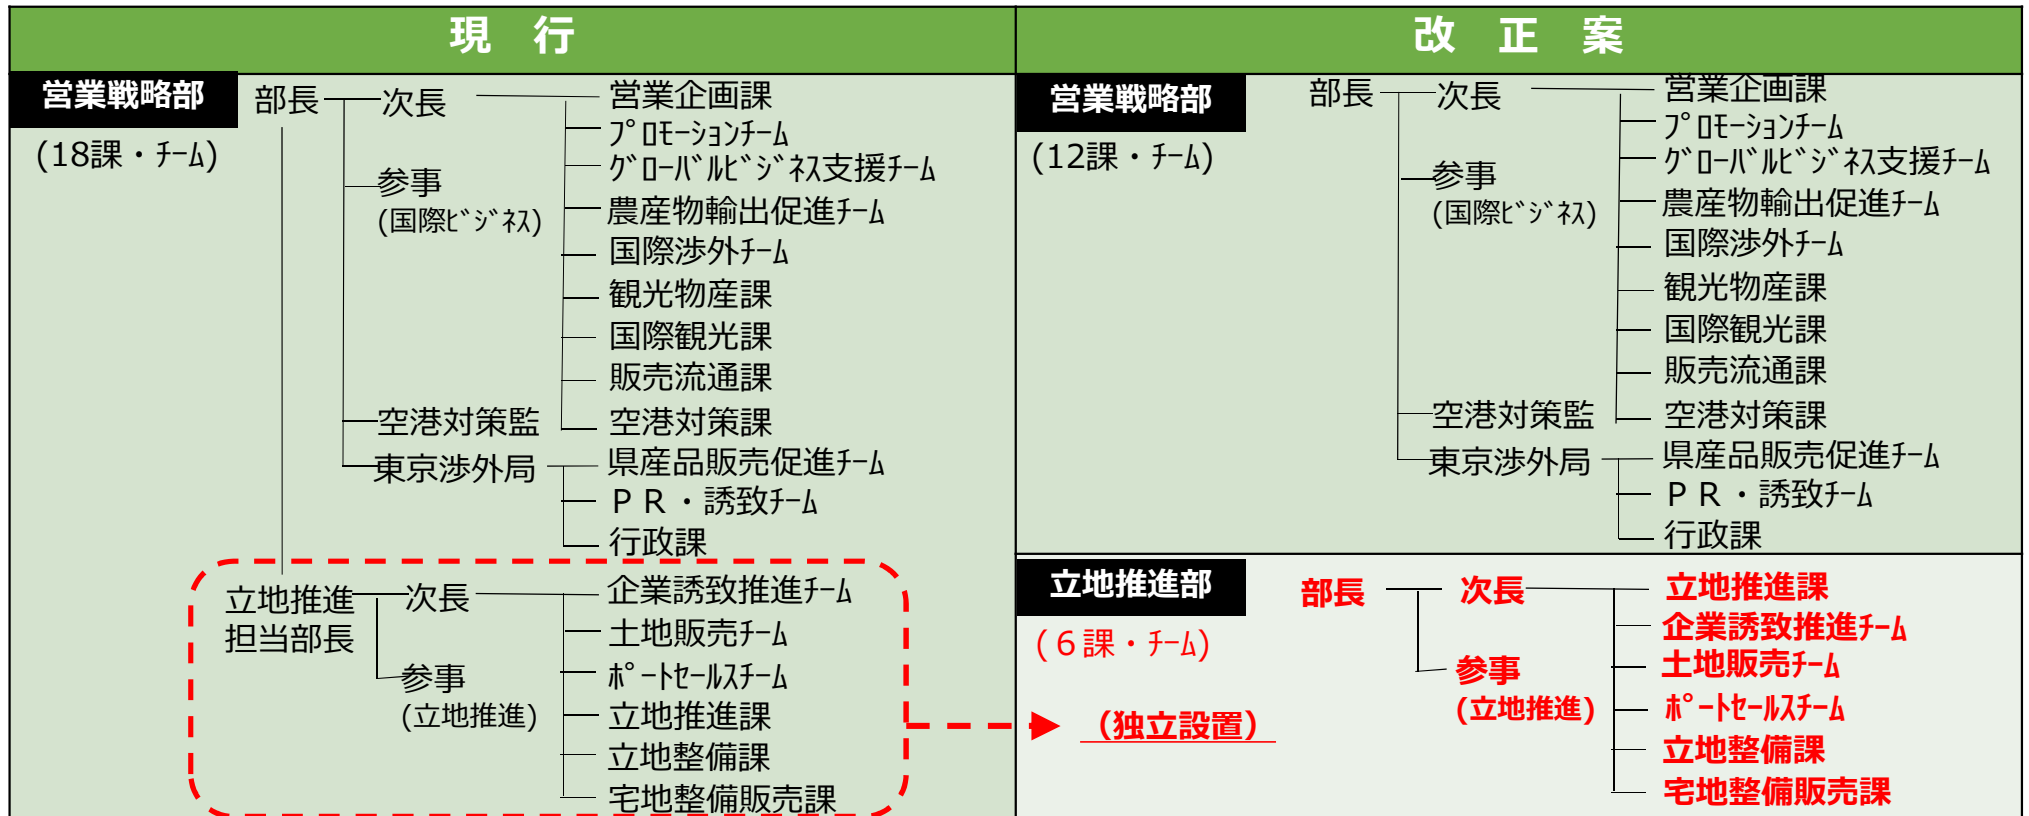 現　行
営業戦略部
(18課・ﾁｰﾑ)
部長
次長
参事
(国際ﾋﾞｼﾞﾈｽ)
空港対策監
東京渉外局
営業企画課
ﾌﾟﾛﾓｰｼｮﾝﾁｰﾑ
ｸﾞﾛｰﾊﾞﾙﾋﾞｼﾞﾈｽ支援ﾁｰﾑ
農産物輸出促進ﾁｰﾑ
国際渉外ﾁｰﾑ
観光物産課
国際観光課
販売流通課
空港対策課
県産品販売促進ﾁｰﾑ
ＰＲ・誘致ﾁｰﾑ
行政課
立地推進
担当部長
次長
参事
(立地推進)
企業誘致推進ﾁｰﾑ
土地販売ﾁｰﾑ
ﾎﾟｰﾄｾｰﾙｽﾁｰﾑ
立地推進課
立地整備課
宅地整備販売課
改　正　案
営業戦略部
(12課・ﾁｰﾑ)
部長
次長
参事
(国際ﾋﾞｼﾞﾈｽ)
空港対策監
東京渉外局
営業企画課
ﾌﾟﾛﾓｰｼｮﾝﾁｰﾑ
ｸﾞﾛｰﾊﾞﾙﾋﾞｼﾞﾈｽ支援ﾁｰﾑ
農産物輸出促進ﾁｰﾑ
国際渉外ﾁｰﾑ
観光物産課
国際観光課
販売流通課
空港対策課
県産品販売促進ﾁｰﾑ
ＰＲ・誘致ﾁｰﾑ
行政課
立地推進部
(６課・ﾁｰﾑ)
（独立設置）
部長
次長
参事
(立地推進)
立地推進課
企業誘致推進ﾁｰﾑ
土地販売ﾁｰﾑ
ﾎﾟｰﾄｾｰﾙｽﾁｰﾑ
立地整備課
宅地整備販売課